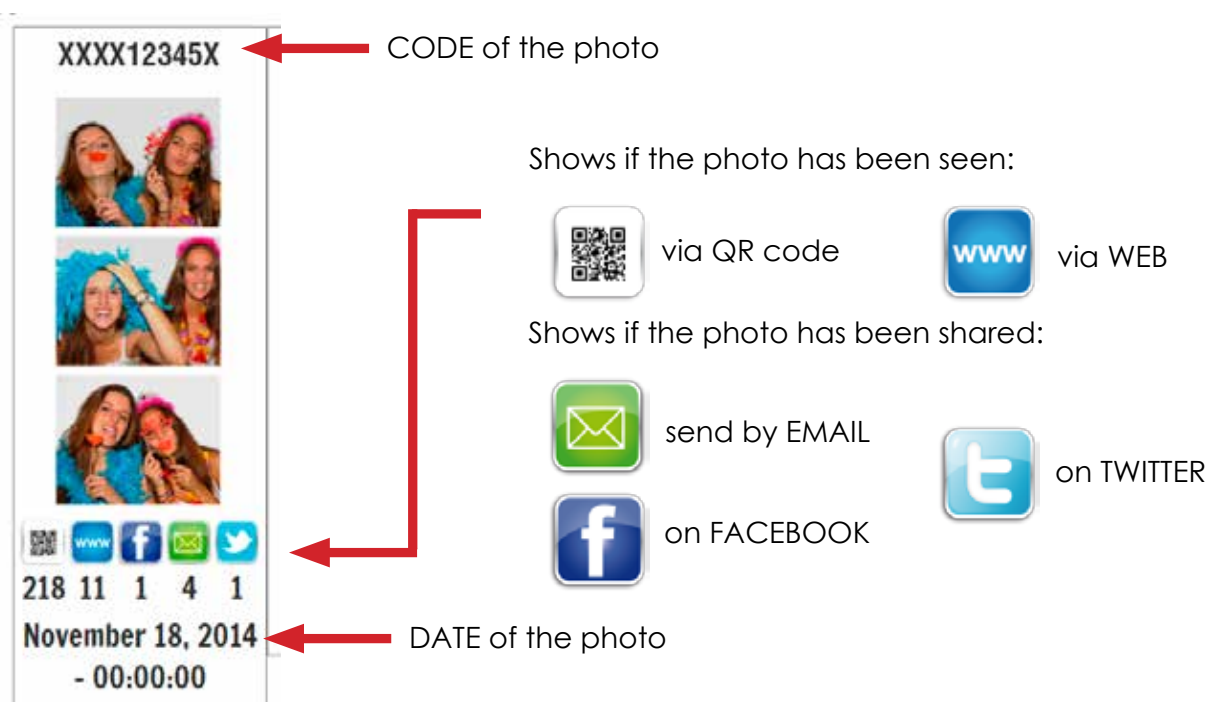 XXXX12345X
CODE of the photo
Shows if the photo has been seen:
via QR code
www
via WEB
Shows if the photo has been shared:
send by EMAIL
t
on TWITTER
f
on FACEBOOK
www
f
218 11 1 4 1
November 18, 2014
- 00:00:00
DATE of the photo